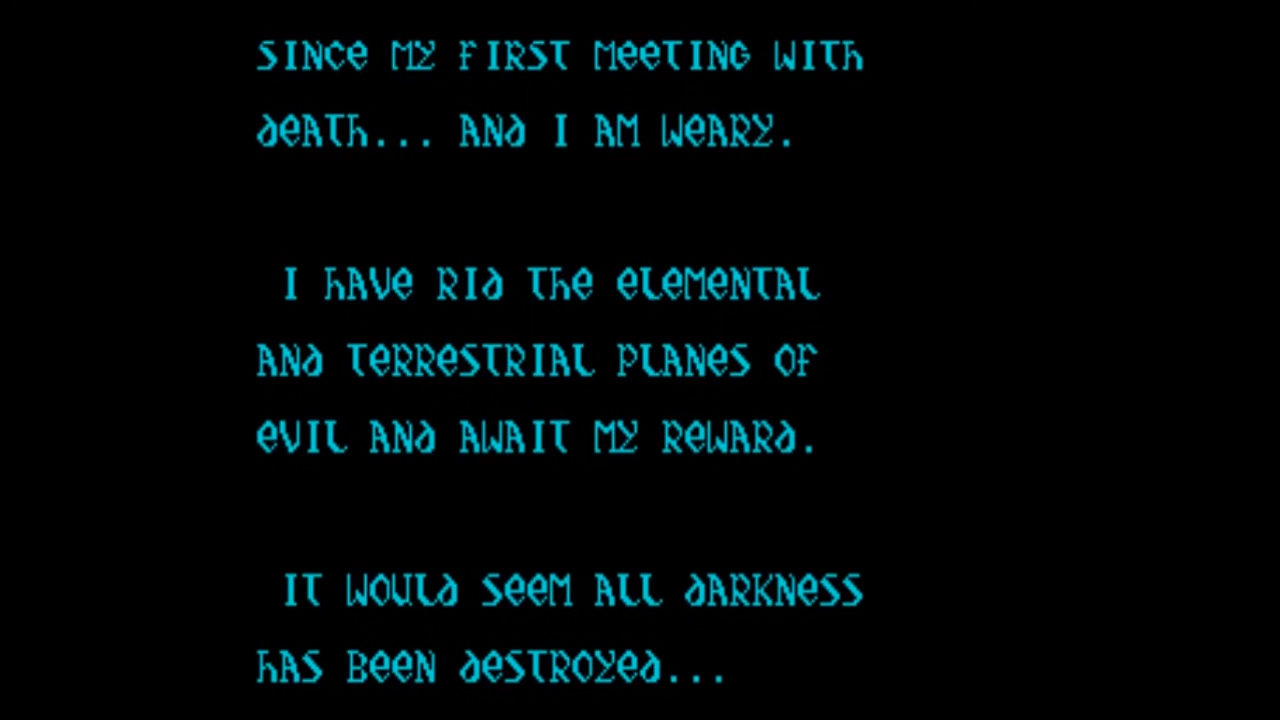 SINCE MY FIRST MEETING WITH
DEATH... AND I AM WEARY.
I HAVE RID THE ELEMENTAL
AND TERRESTRIAL PLANES OF
EVIL AND AWAIT MY REWARD.
IT WOULD SEEM ALL DARKNESS
HAS BEEN DESTROYED...